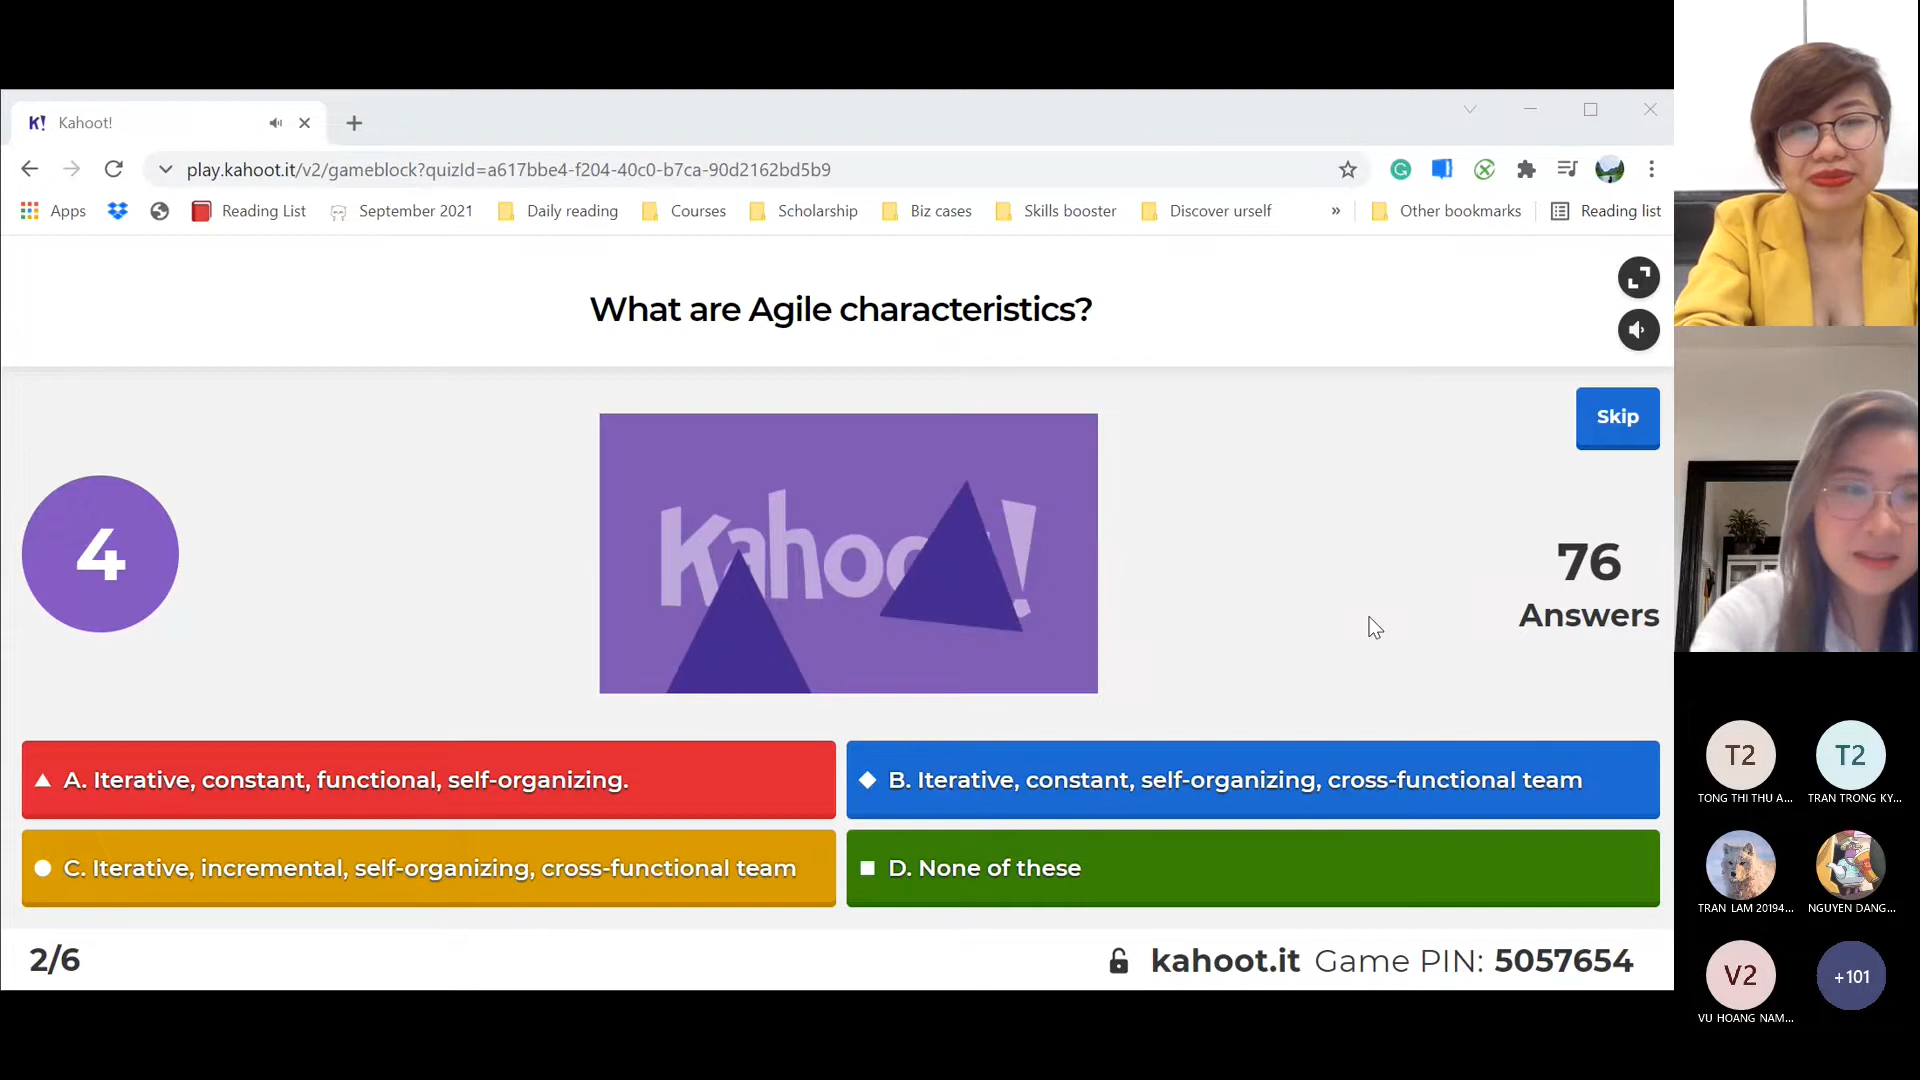 K! Kahoot!
play.kahoot.it/v2/gameblock?quizId=a617bbe4-f204-40c0-b7ca-90d2162bd5b9
Apps Reading List September 2021 Daily reading Courses Scholarship Biz cases Skills booster Discover urself » Other bookmarks Reading list
What are Agile characteristics?
Skip
4
Kahoot!
76
Answers
A. Iterative, constant, functional, self-organizing.
B. Iterative, constant, self-organizing, cross-functional team
C. Iterative, incremental, self-organizing, cross-functional team
D. None of these
2/6
kahoot.it Game PIN: 5057654
T2 T2
TONG THI THU A... TRAN TRONG KY...
TRAN LAM 20194... NGUYEN DANG...
V2 +101
VU HOANG NAM...